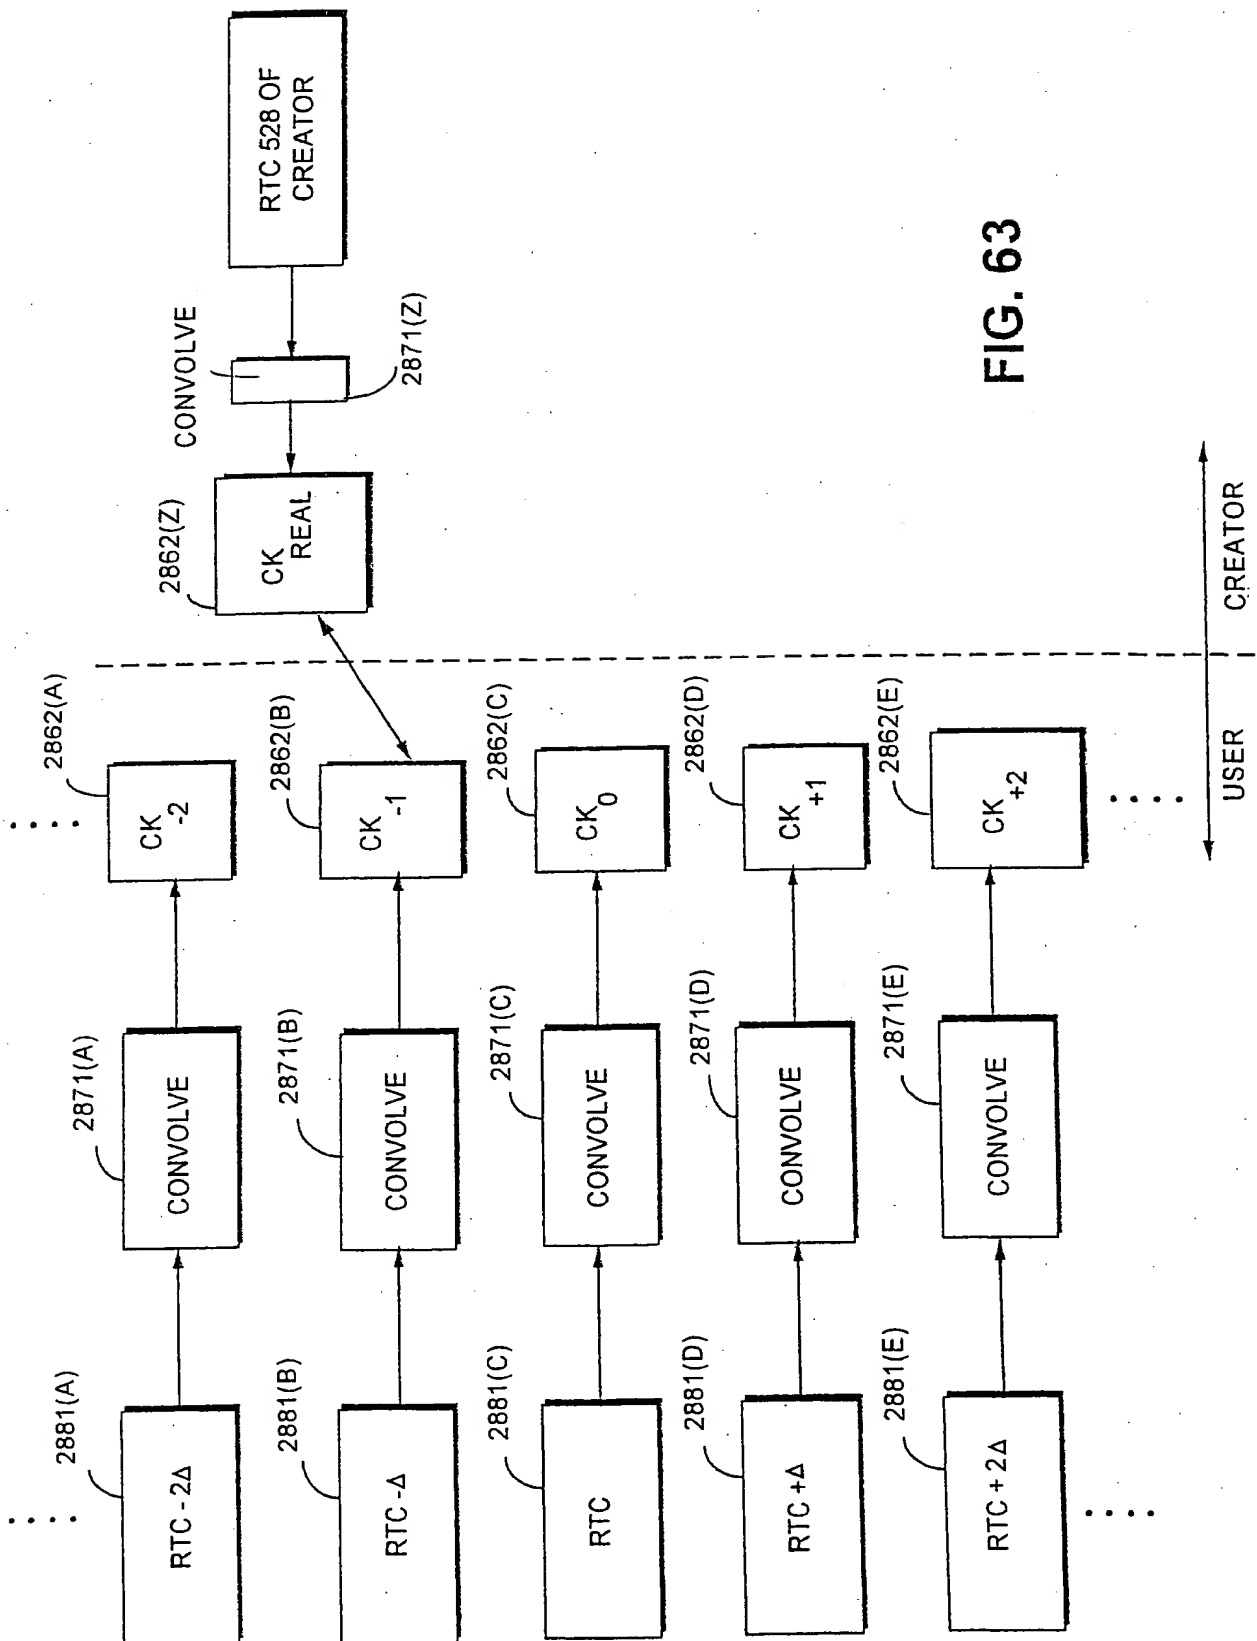 2881(A)
RTC - 2Δ
2871(A)
CONVOLVE
2862(A)
CK -2
2881(B)
RTC -Δ
2871(B)
CONVOLVE
2862(B)
CK -1
2881(C)
RTC
2871(C)
CONVOLVE
2862(C)
CK 0
2881(D)
RTC +Δ
2871(D)
CONVOLVE
2862(D)
CK +1
2881(E)
RTC + 2Δ
2871(E)
CONVOLVE
2862(E)
CK +2
2862(Z)
CK REAL
CONVOLVE
2871(Z)
RTC 528 OF
CREATOR
USER
CREATOR
FIG. 63